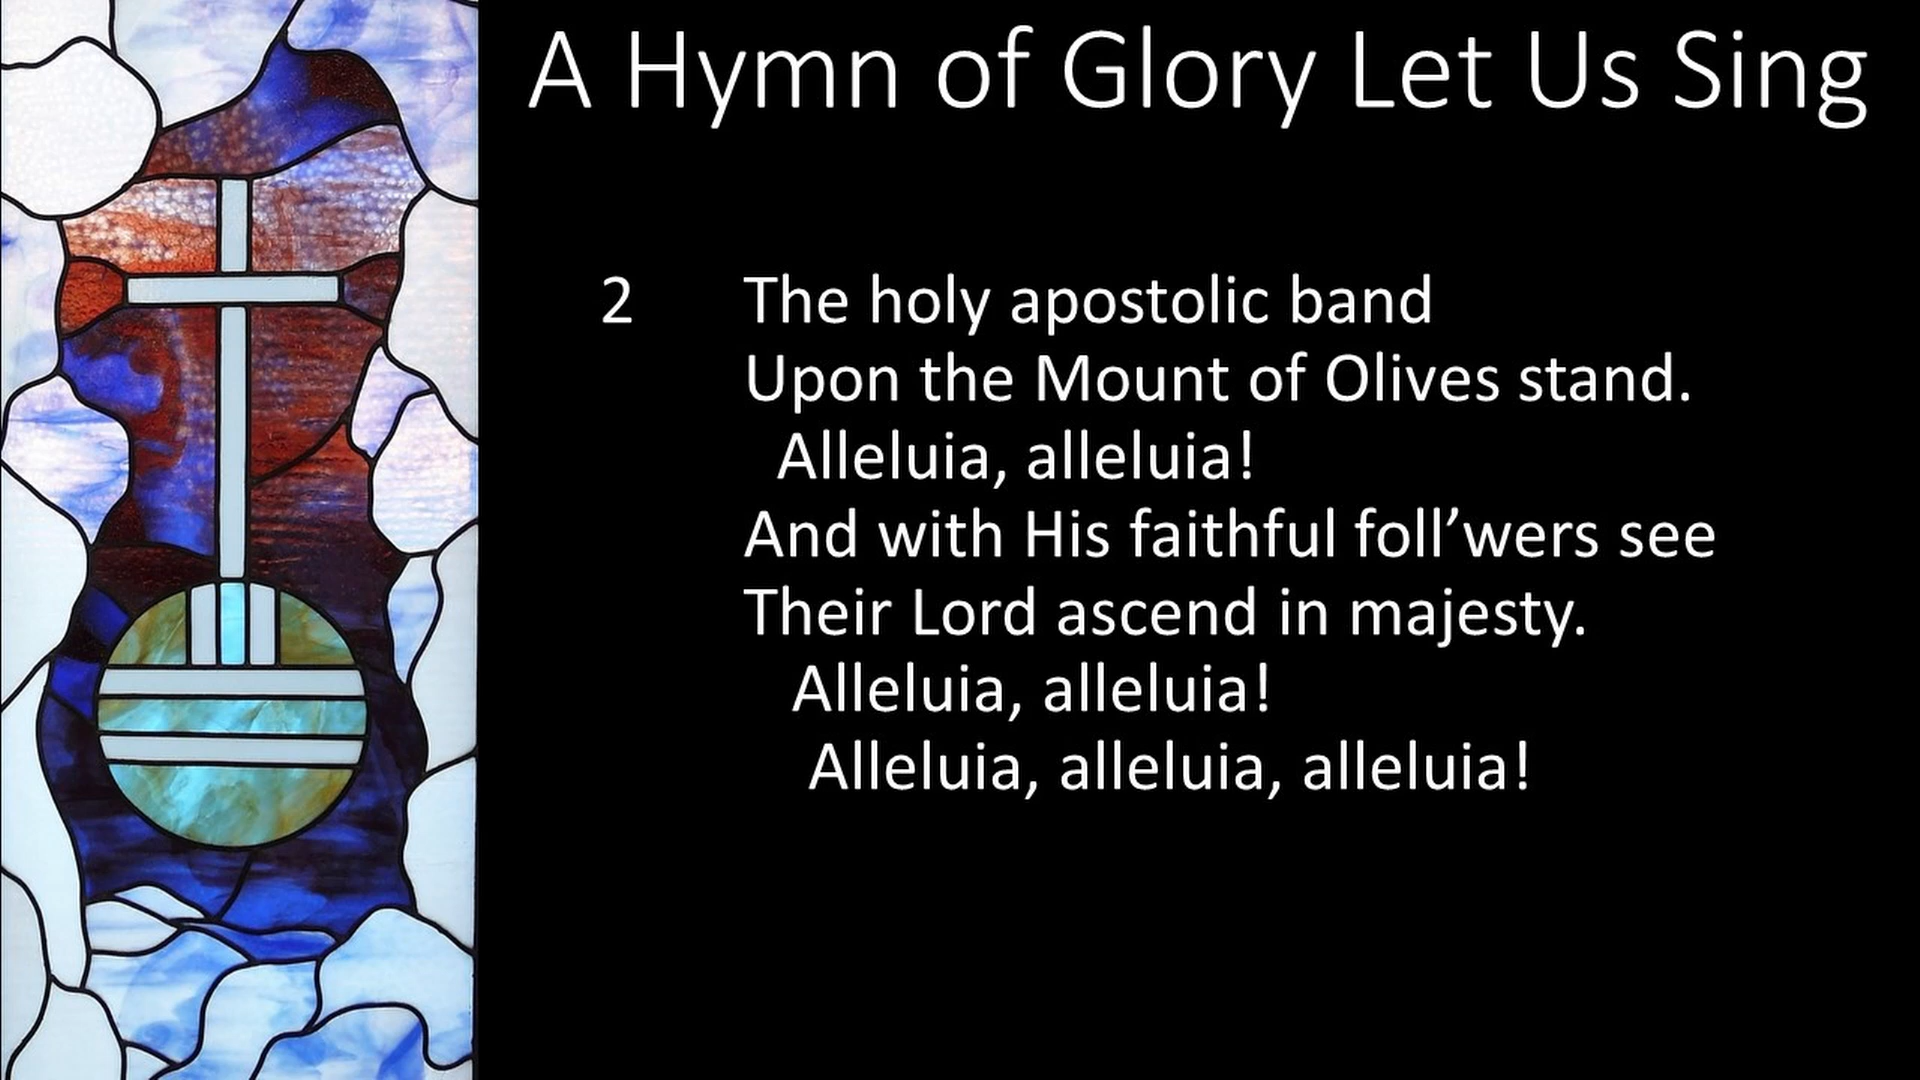 A Hymn of Glory Let Us Sing
2 The holy apostolic band
Upon the Mount of Olives stand.
Alleluia, alleluia!
And with His faithful foll’wers see
Their Lord ascend in majesty.
Alleluia, alleluia!
Alleluia, alleluia, alleluia!